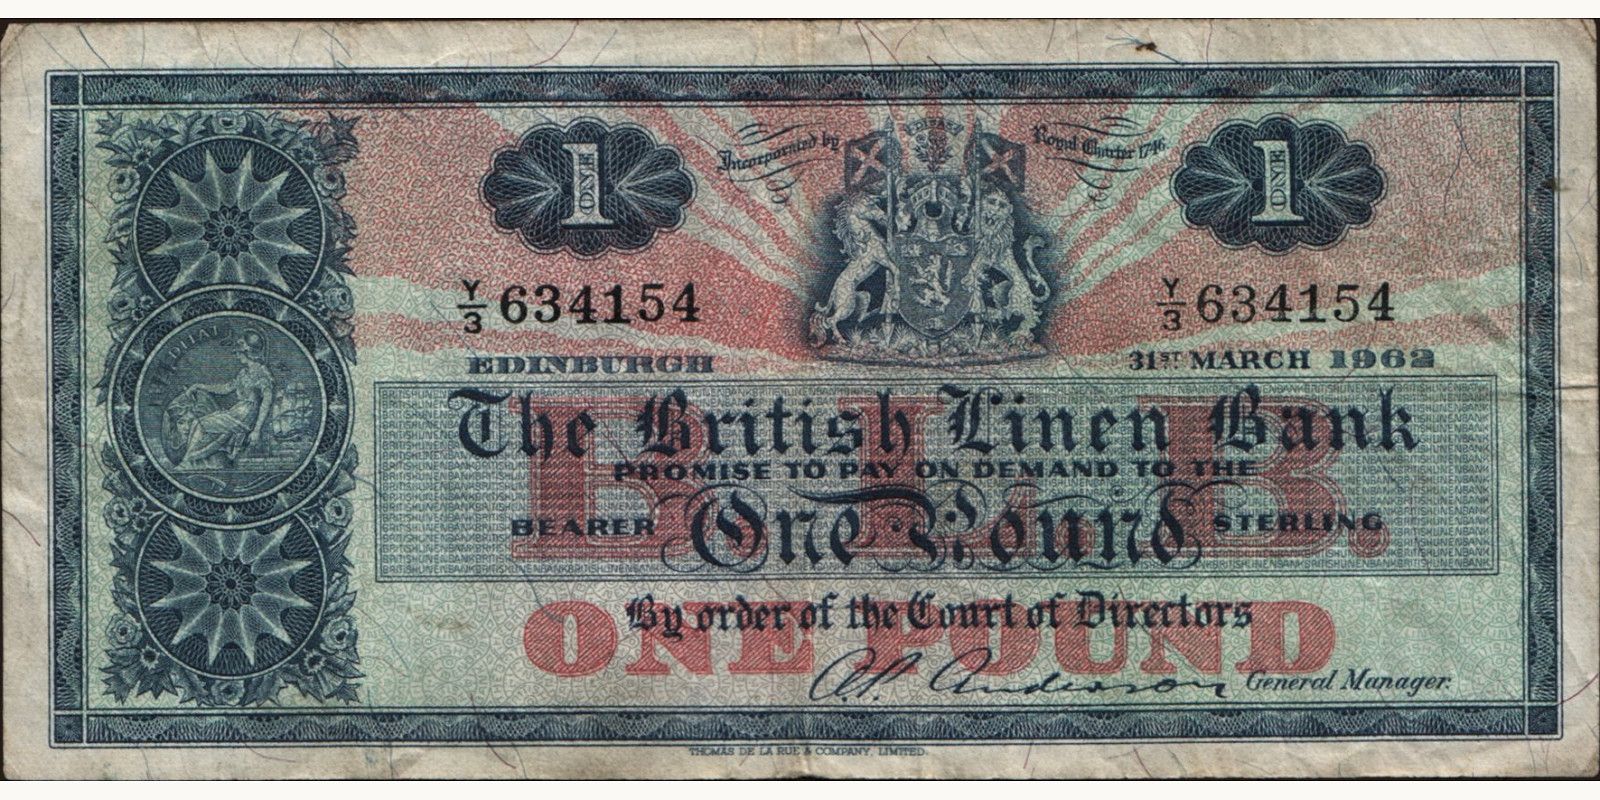 Incorporated by Royal Charter 1746
1 ONE
1 ONE
Y/3 634154
Y/3 634154
EDINBURGH
31ST MARCH 1962
B.L.B.
The British Linen Bank
PROMISE TO PAY ON DEMAND TO THE
BEARER One Pound STERLING
By order of the Court of Directors
ONE POUND
A.P. Anderson General Manager.
THOMAS DE LA RUE & COMPANY, LIMITED.